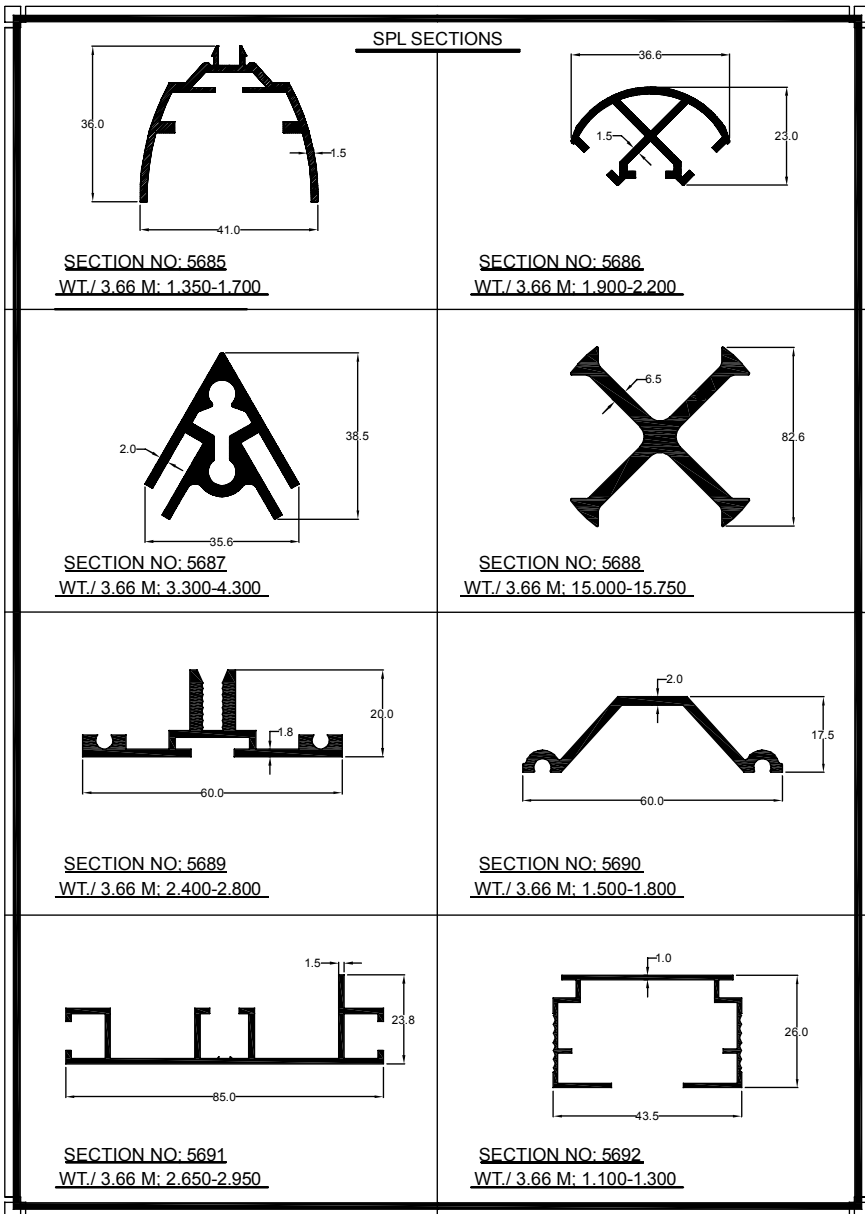 SPL SECTIONS
36.0
1.5
41.0
SECTION NO; 5685
WT./ 3.66 M; 1.350-1.700
36.6
1.5
23.0
SECTION NO; 5686
WT./ 3.66 M; 1.900-2.200
2.0
38.5
35.6
SECTION NO; 5687
WT./ 3.66 M; 3.300-4.300
6.5
82.6
SECTION NO; 5688
WT./ 3.66 M; 15.000-15.750
20.0
1.8
60.0
SECTION NO; 5689
WT./ 3.66 M; 2.400-2.800
2.0
17.5
60.0
SECTION NO; 5690
WT./ 3.66 M; 1.500-1.800
1.5
23.8
85.0
SECTION NO; 5691
WT./ 3.66 M; 2.650-2.950
1.0
26.0
43.5
SECTION NO; 5692
WT./ 3.66 M; 1.100-1.300